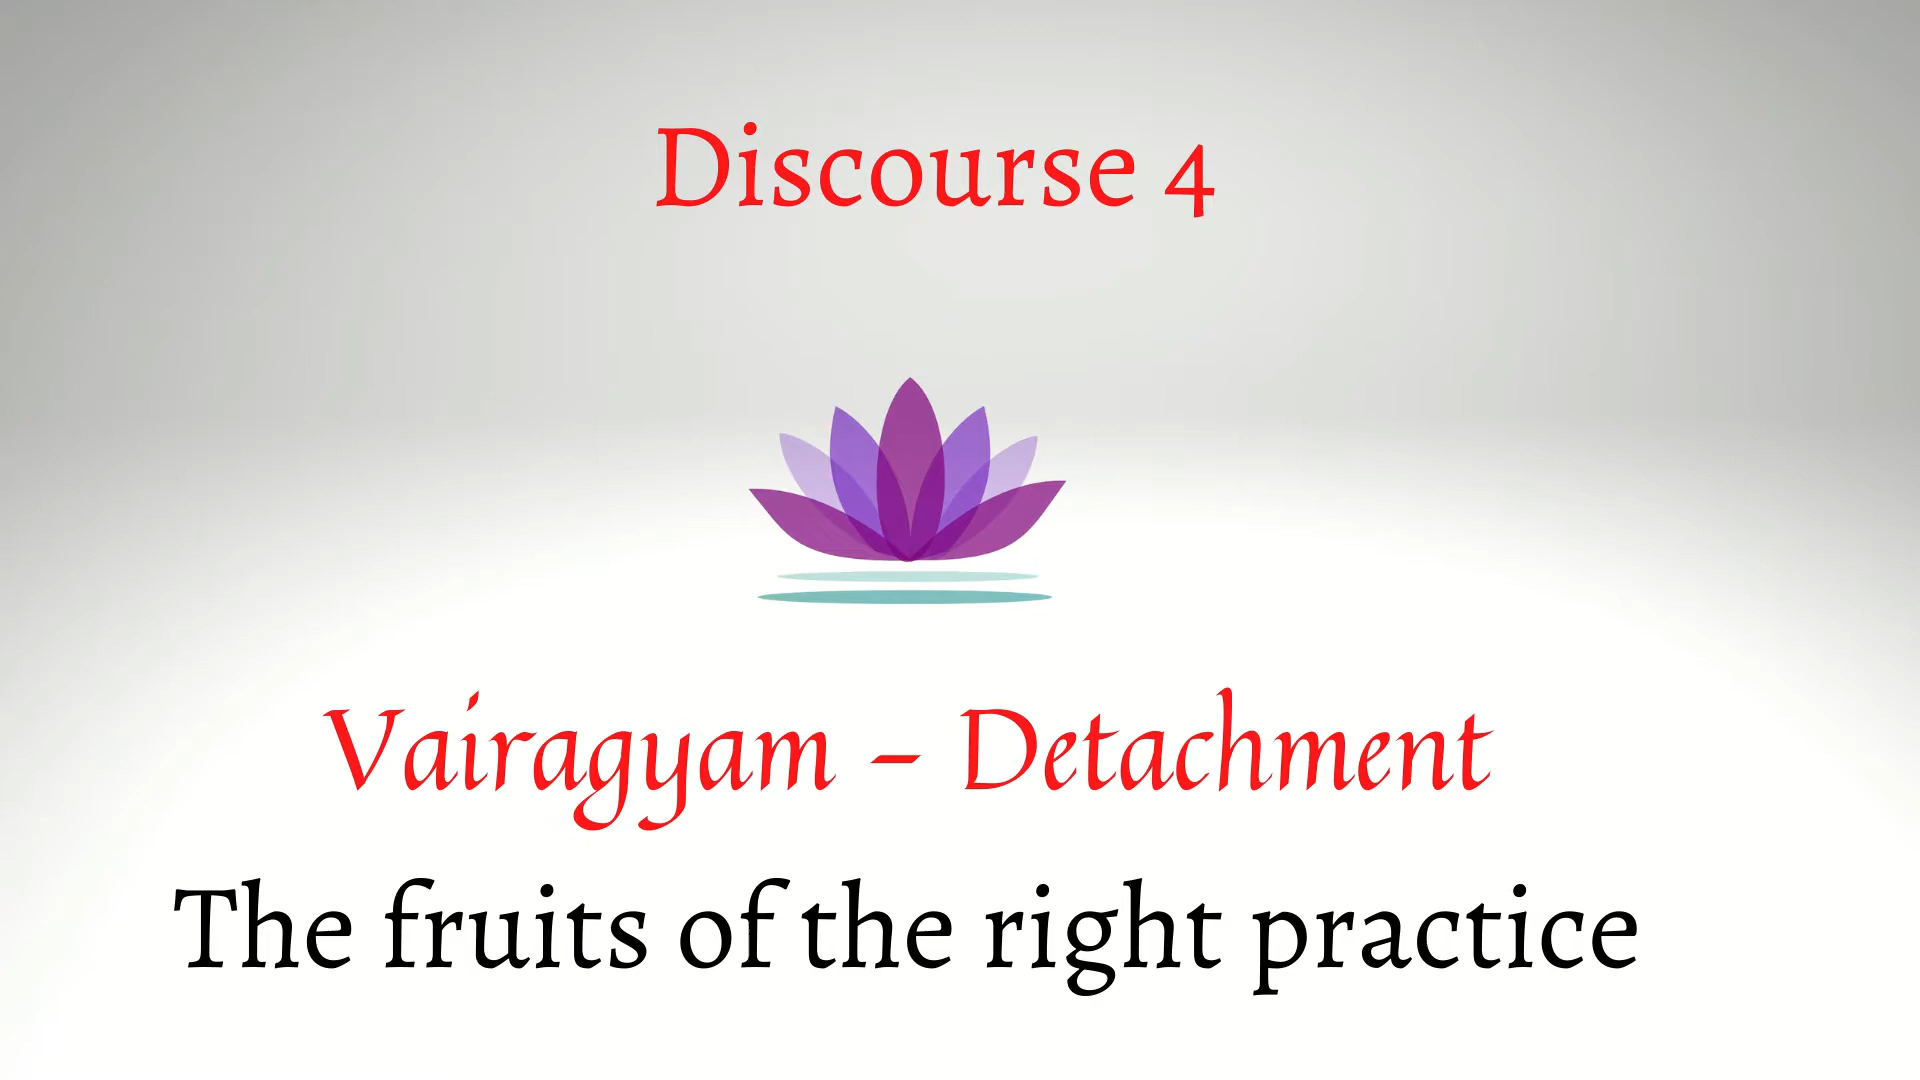 Discourse 4
Vairagyam - Detachment
The fruits of the right practice